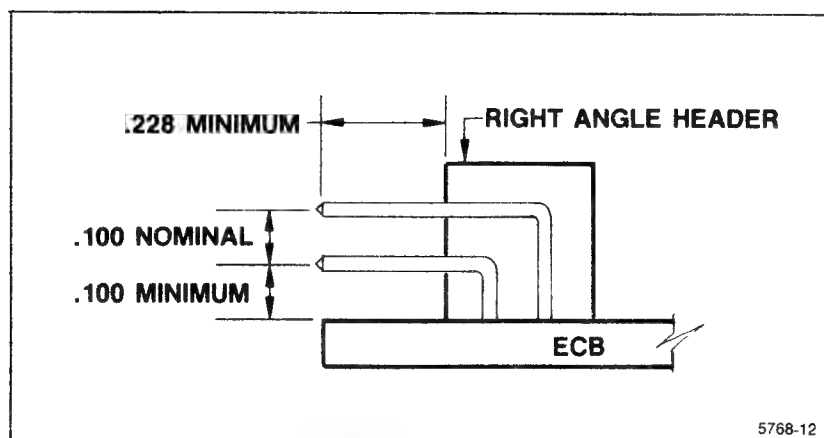 .228 MINIMUM
RIGHT ANGLE HEADER
.100 NOMINAL
.100 MINIMUM
ECB
5768-12